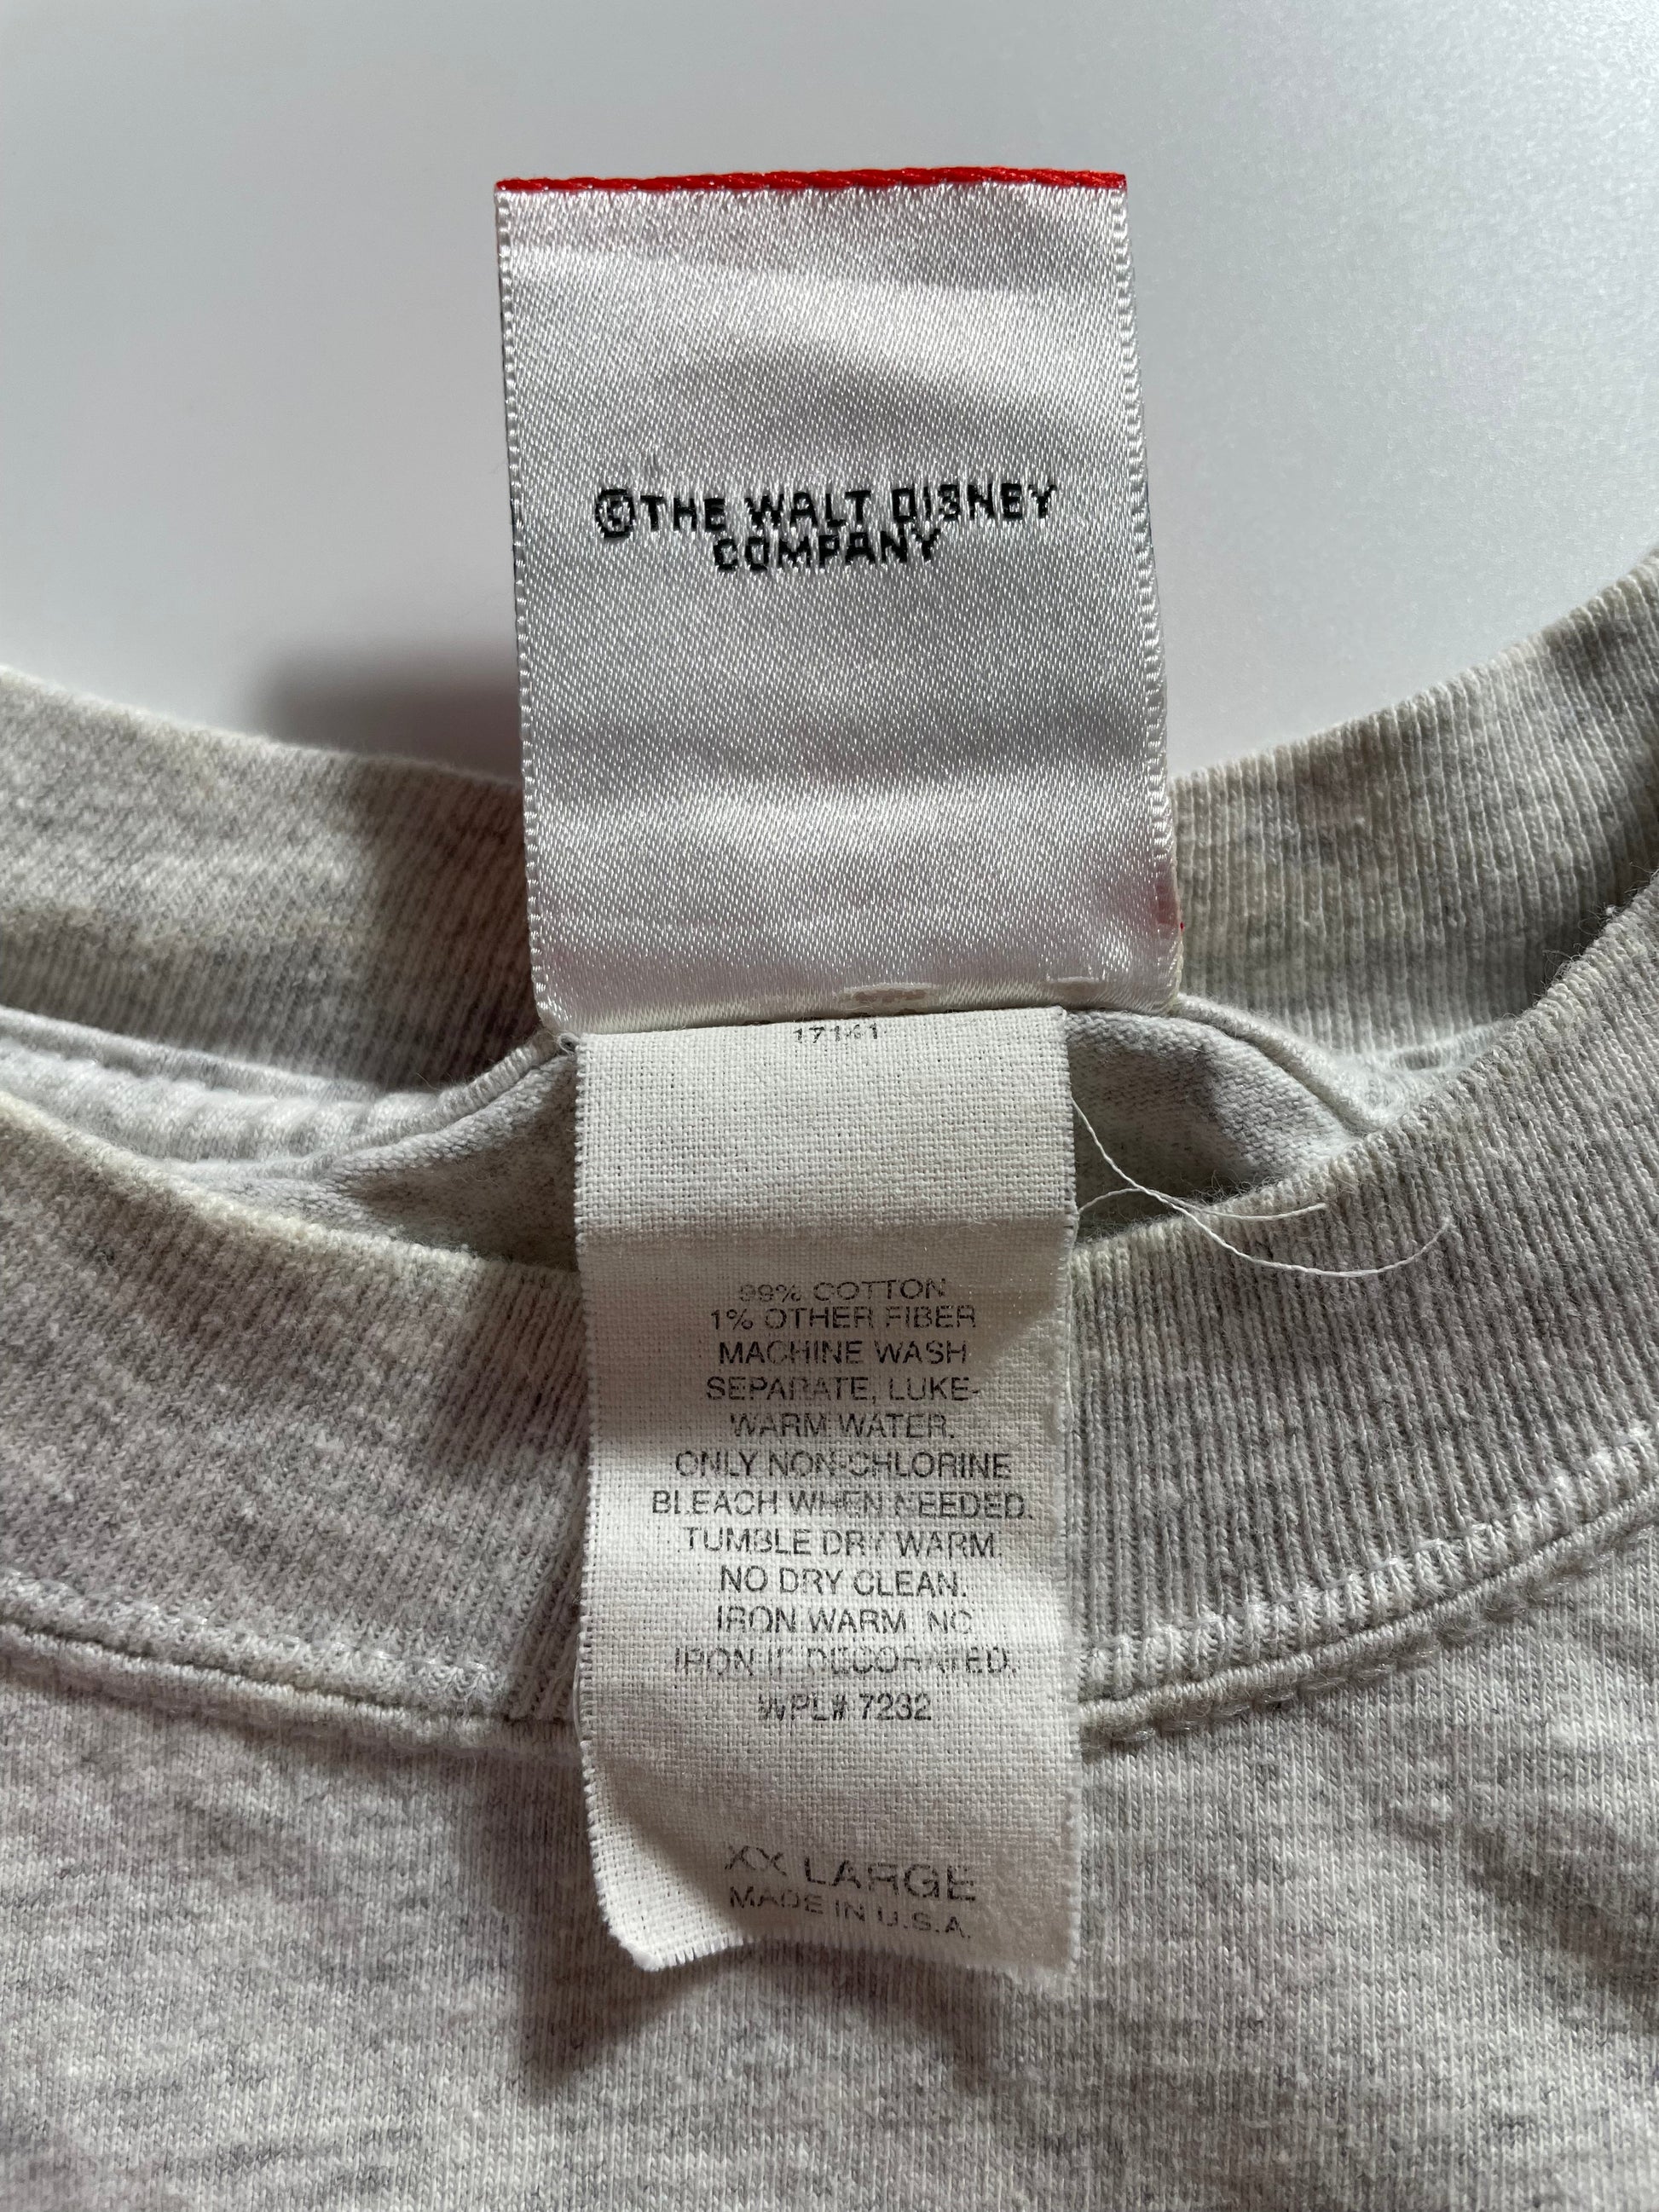 ©THE WALT DISNEY
COMPANY
17141
99% COTTON
1% OTHER FIBER
MACHINE WASH
SEPARATE, LUKE-
WARM WATER.
ONLY NON-CHLORINE
BLEACH WHEN NEEDED.
TUMBLE DRY WARM.
NO DRY CLEAN.
IRON WARM, NO
IRON IF DECORATED.
WPL# 7232
XX LARGE
MADE IN U.S.A.